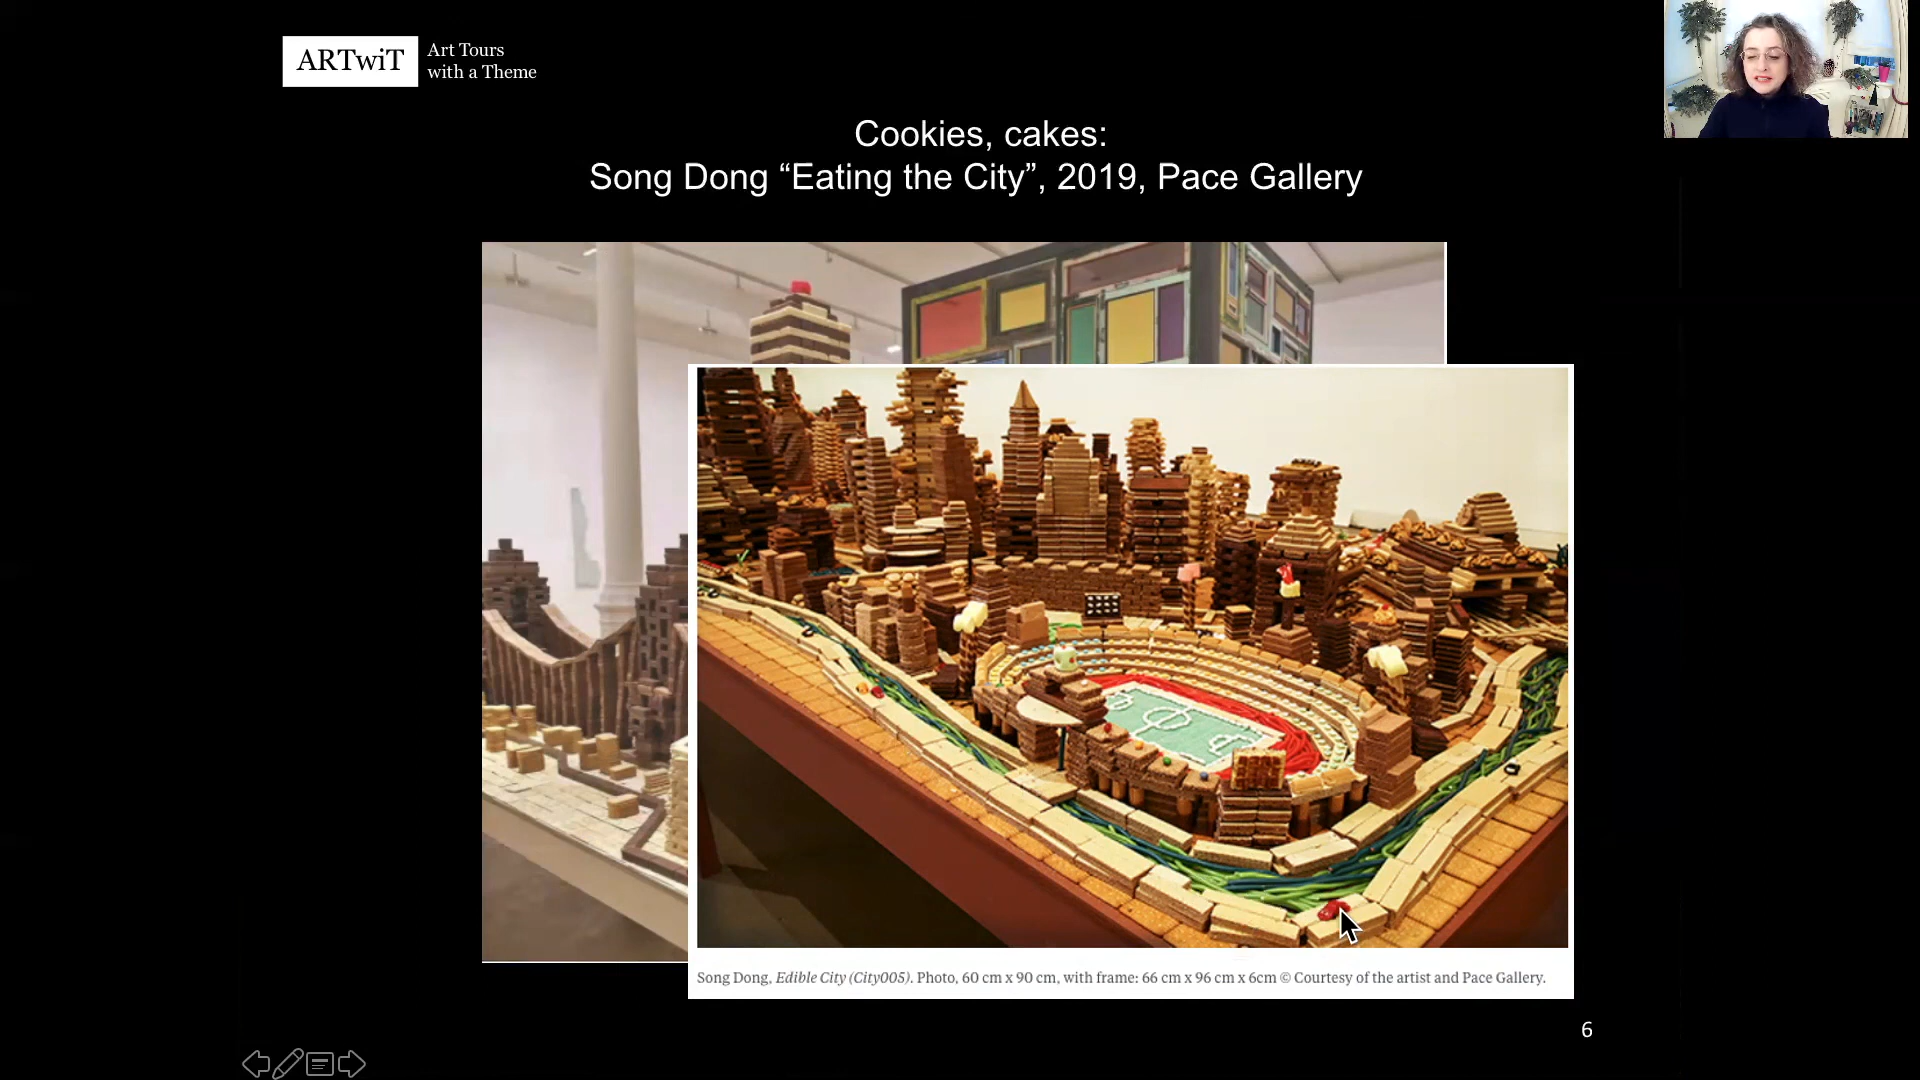 ARTwiT
Art Tours
with a Theme
Cookies, cakes:
Song Dong “Eating the City”, 2019, Pace Gallery
Song Dong, Edible City (City005). Photo, 60 cm x 90 cm, with frame: 66 cm x 96 cm x 6cm © Courtesy of the artist and Pace Gallery.
6